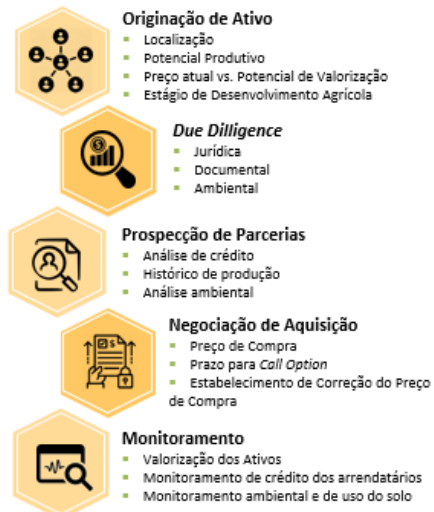 Originação de Ativo
▪ Localização
▪ Potencial Produtivo
▪ Preço atual vs. Potencial de Valorização
▪ Estágio de Desenvolvimento Agrícola
Due Dilligence
▪ Jurídica
▪ Documental
▪ Ambiental
Prospecção de Parcerias
▪ Análise de crédito
▪ Histórico de produção
▪ Análise ambiental
Negociação de Aquisição
▪ Preço de Compra
▪ Prazo para Call Option
▪ Estabelecimento de Correção do Preço
de Compra
Monitoramento
▪ Valorização dos Ativos
▪ Monitoramento de crédito dos arrendatários
▪ Monitoramento ambiental e de uso do solo